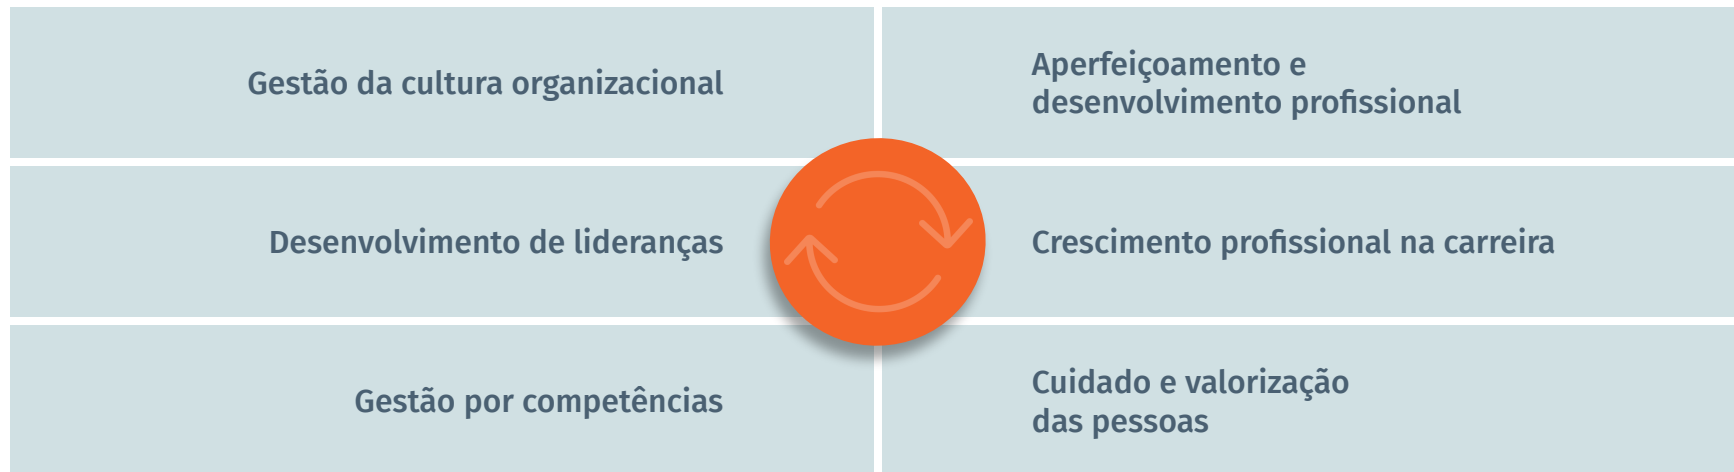 Gestão da cultura organizacional
Aperfeiçoamento e
desenvolvimento profissional
Desenvolvimento de lideranças
Crescimento profissional na carreira
Gestão por competências
Cuidado e valorização
das pessoas